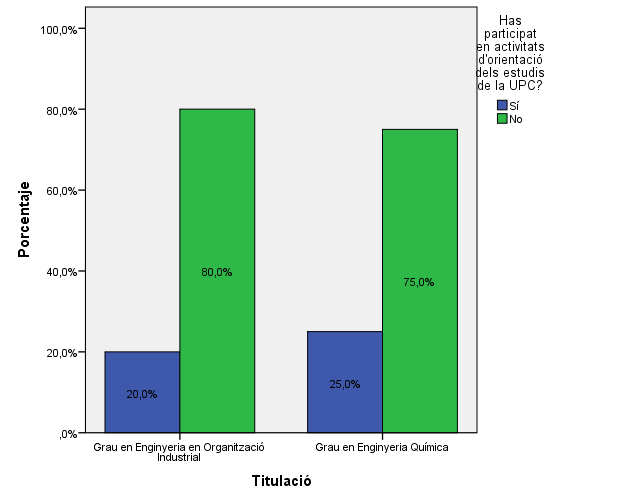 Has
participat
en activitats
d'orientació
dels estudis
de la UPC?
Sí
No
Porcentaje
100,0%
80,0%
60,0%
40,0%
20,0%
,0%
20,0%
80,0%
25,0%
75,0%
Grau en Enginyeria en Organització
Industrial
Grau en Enginyeria Química
Titulació